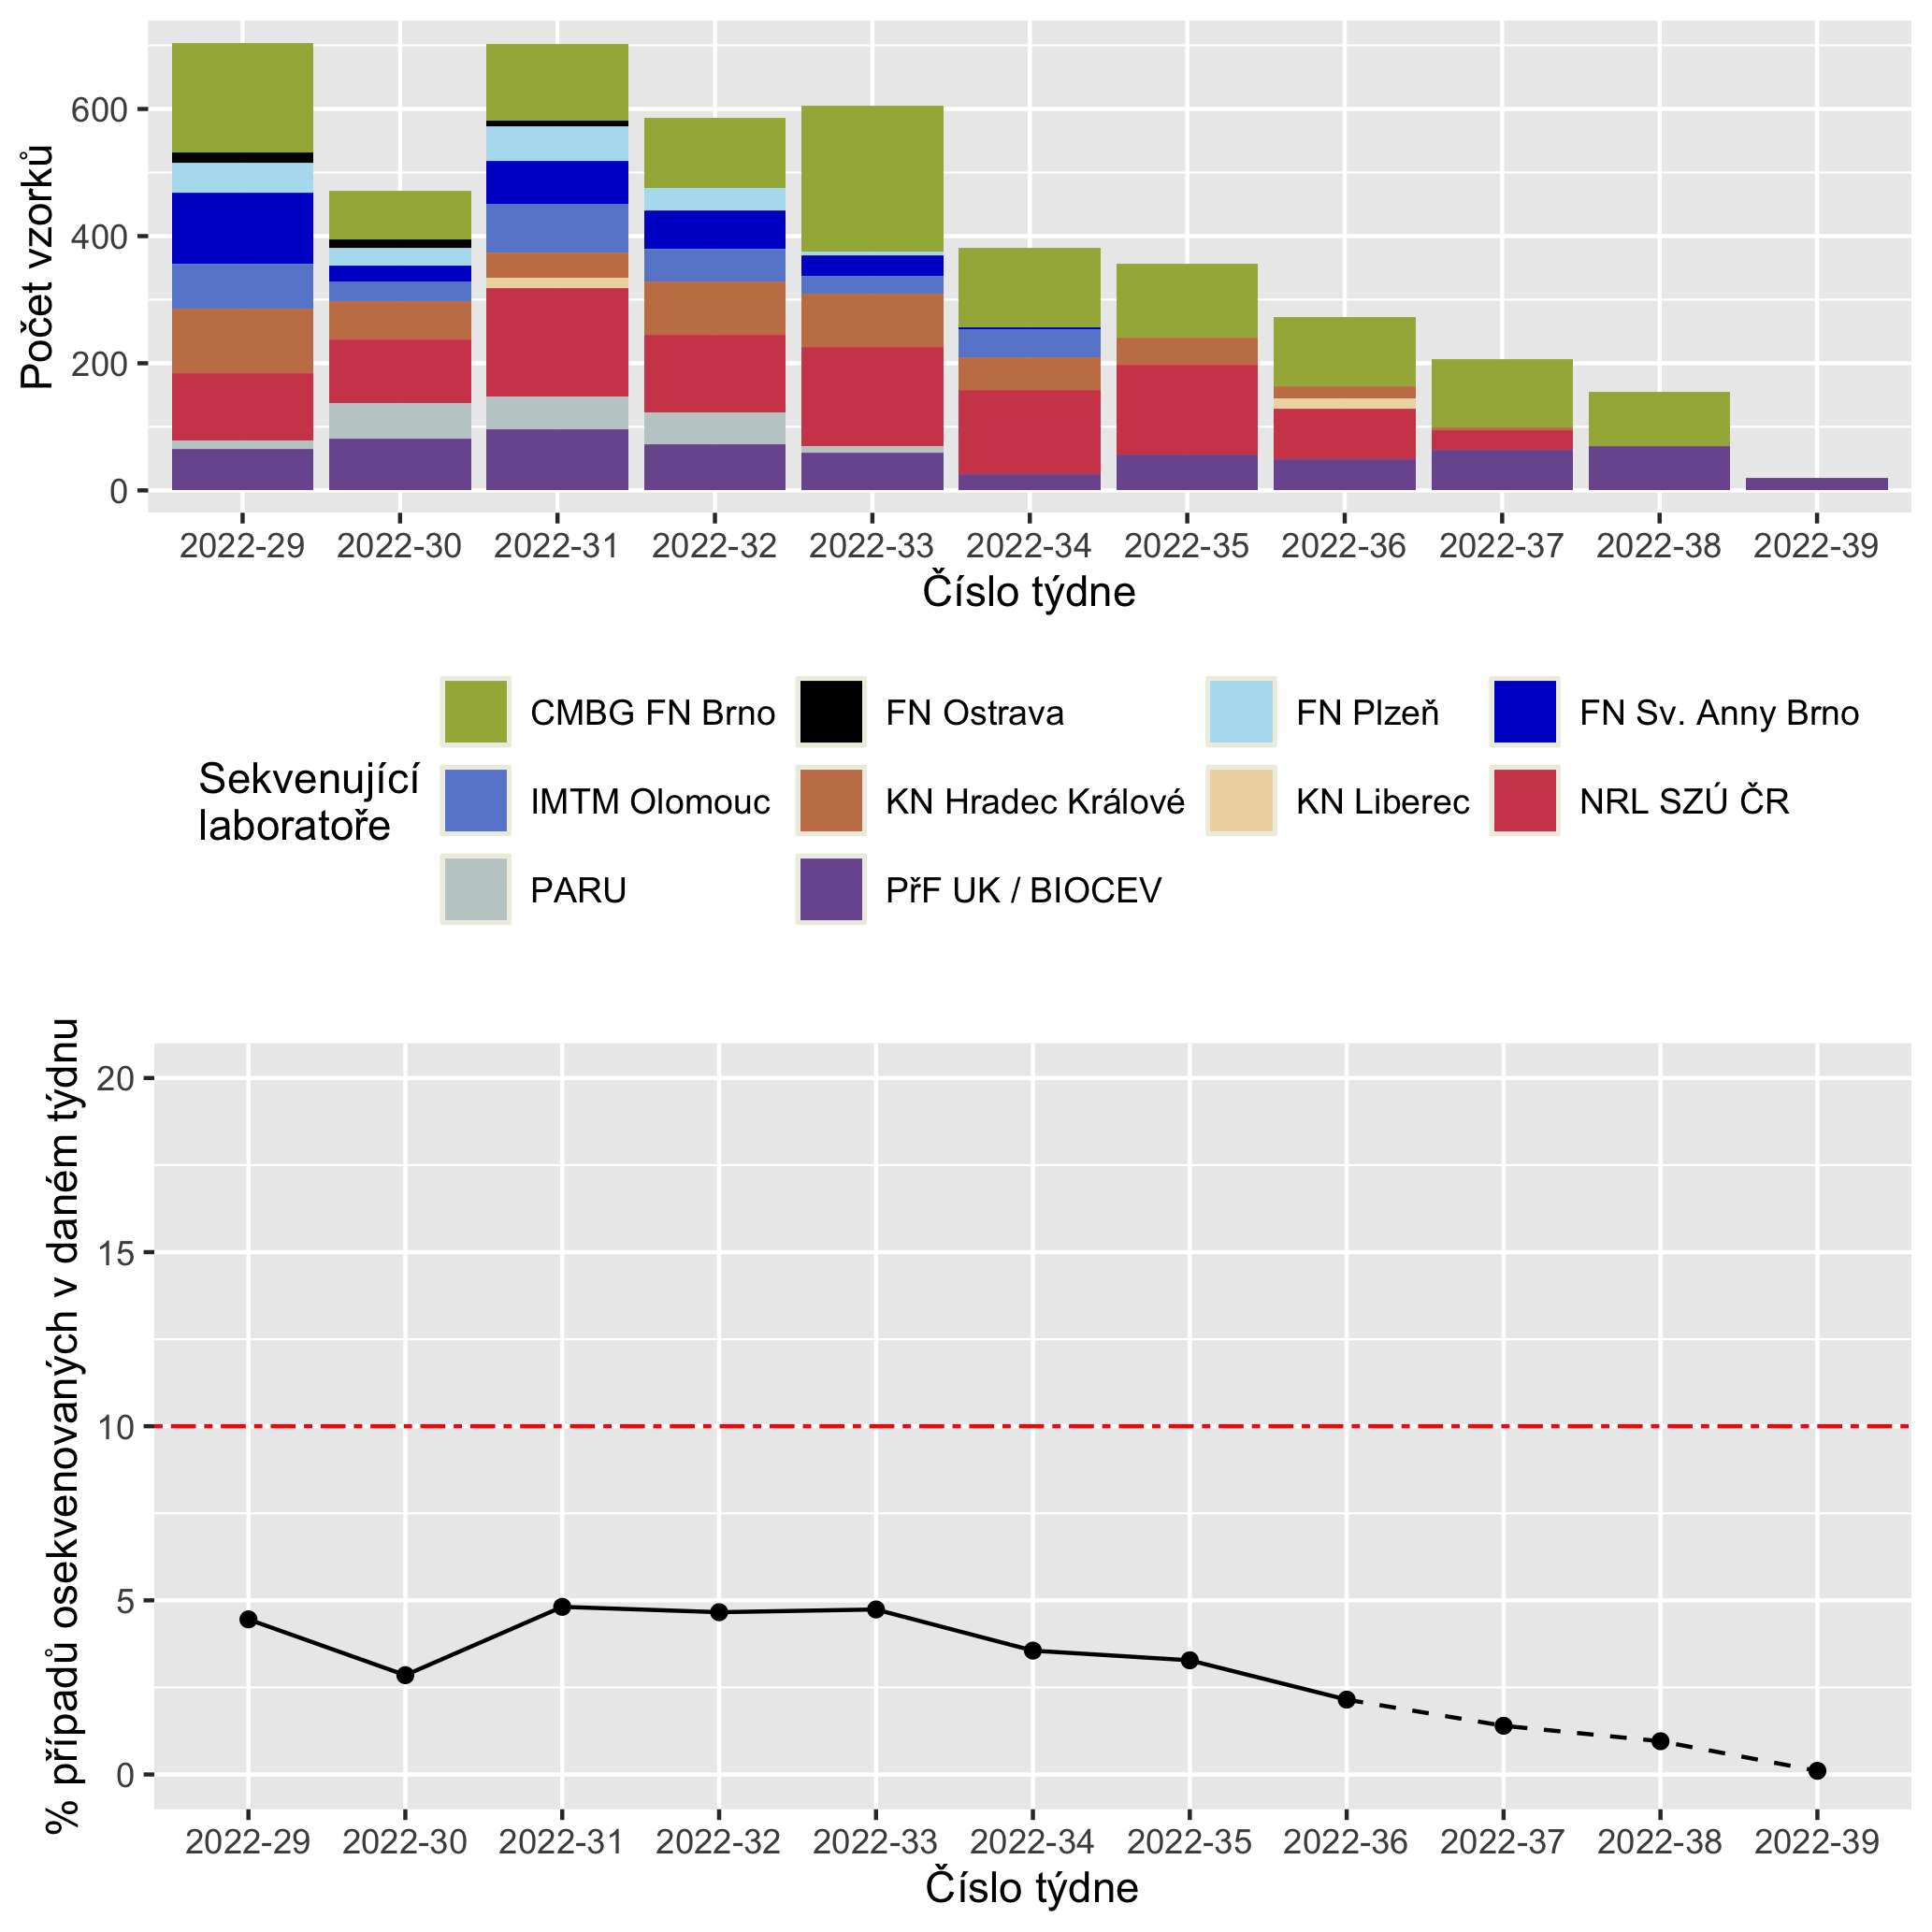 Počet vzorků
600
400
200
0
2022-29 2022-30 2022-31 2022-32 2022-33 2022-34 2022-35 2022-36 2022-37 2022-38 2022-39
Číslo týdne
Sekvenující
laboratoře
CMBG FN Brno FN Ostrava FN Plzeň FN Sv. Anny Brno
IMTM Olomouc KN Hradec Králové KN Liberec NRL SZÚ ČR
PARU PřF UK / BIOCEV
% případů osekvenovaných v daném týdnu
20
15
10
5
0
2022-29 2022-30 2022-31 2022-32 2022-33 2022-34 2022-35 2022-36 2022-37 2022-38 2022-39
Číslo týdne